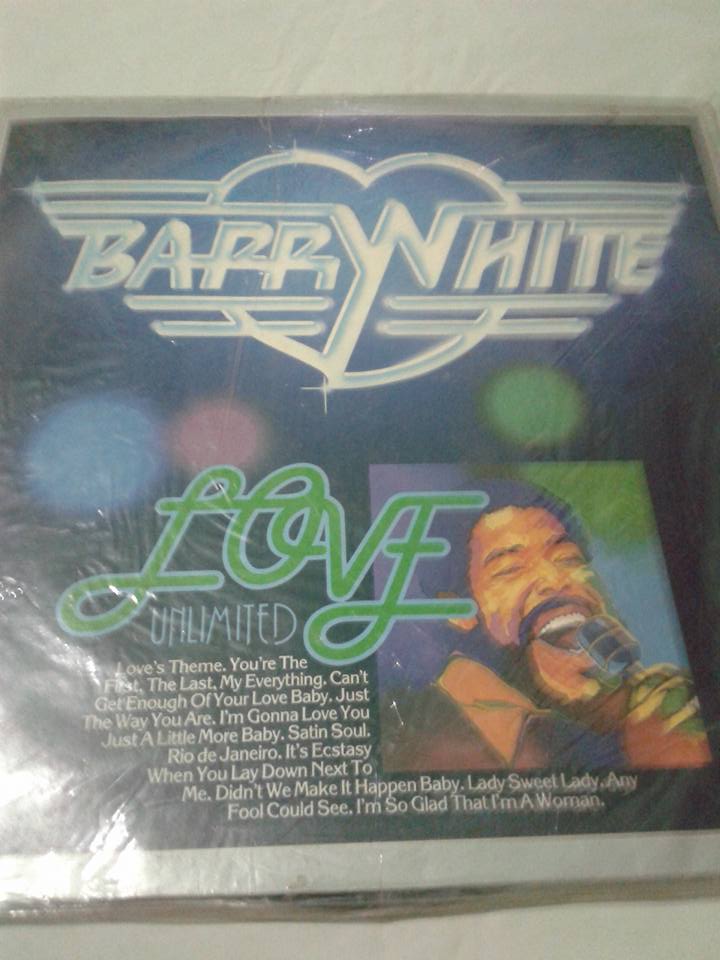 BARRY WHITE
LOVE
UNLIMITED
Love's Theme. You're The
First, The Last, My Everything. Can't
Get Enough Of Your Love Baby. Just
The Way You Are. I'm Gonna Love You
Just A Little More Baby. Satin Soul.
Rio de Janeiro. It's Ecstasy
When You Lay Down Next To
Me. Didn't We Make It Happen Baby. Lady Sweet Lady. Any
Fool Could See. I'm So Glad That I'm A Woman.